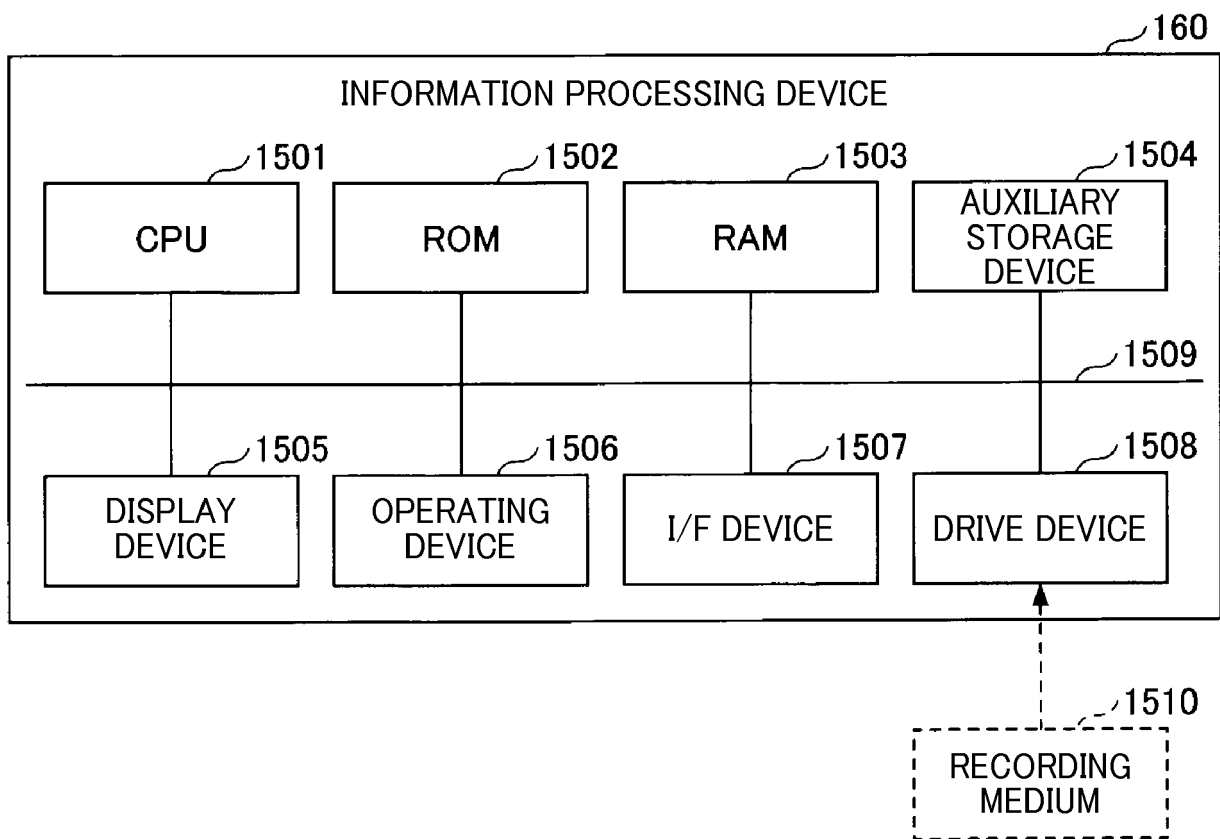 160
INFORMATION PROCESSING DEVICE
1501
1502
1503
1504
CPU
ROM
RAM
AUXILIARY
STORAGE
DEVICE
1509
1505
1506
1507
1508
DISPLAY
DEVICE
OPERATING
DEVICE
I/F DEVICE
DRIVE DEVICE
1510
RECORDING
MEDIUM